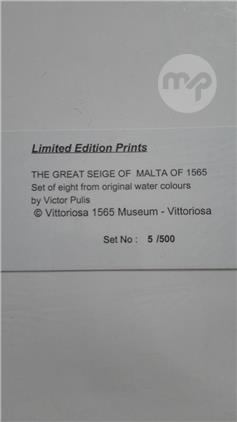 mp
Limited Edition Prints
THE GREAT SEIGE OF MALTA OF 1565
Set of eight from original water colours
by Victor Pulis
© Vittoriosa 1565 Museum - Vittoriosa
Set No : 5 /500